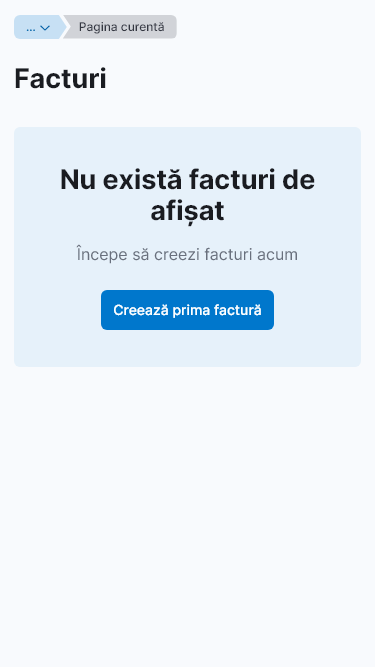 ...
Pagina curentă
Facturi
Nu există facturi de
afișat
Începe să creezi facturi acum
Creează prima factură